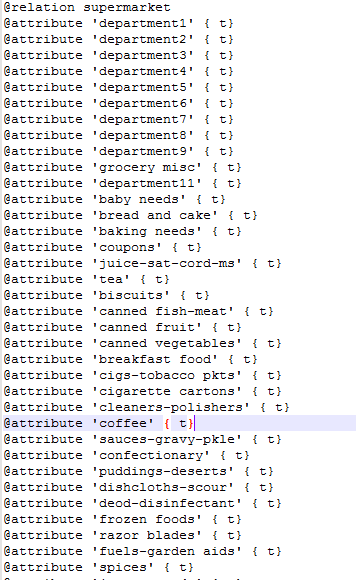 @relation supermarket
@attribute 'department1' { t}
@attribute 'department2' { t}
@attribute 'department3' { t}
@attribute 'department4' { t}
@attribute 'department5' { t}
@attribute 'department6' { t}
@attribute 'department7' { t}
@attribute 'department8' { t}
@attribute 'department9' { t}
@attribute 'grocery misc' { t}
@attribute 'department11' { t}
@attribute 'baby needs' { t}
@attribute 'bread and cake' { t}
@attribute 'baking needs' { t}
@attribute 'coupons' { t}
@attribute 'juice-sat-cord-ms' { t}
@attribute 'tea' { t}
@attribute 'biscuits' { t}
@attribute 'canned fish-meat' { t}
@attribute 'canned fruit' { t}
@attribute 'canned vegetables' { t}
@attribute 'breakfast food' { t}
@attribute 'cigs-tobacco pkts' { t}
@attribute 'cigarette cartons' { t}
@attribute 'cleaners-polishers' { t}
@attribute 'coffee' { t}
@attribute 'sauces-gravy-pkle' { t}
@attribute 'confectionary' { t}
@attribute 'puddings-deserts' { t}
@attribute 'dishcloths-scour' { t}
@attribute 'deod-disinfectant' { t}
@attribute 'frozen foods' { t}
@attribute 'razor blades' { t}
@attribute 'fuels-garden aids' { t}
@attribute 'spices' { t}